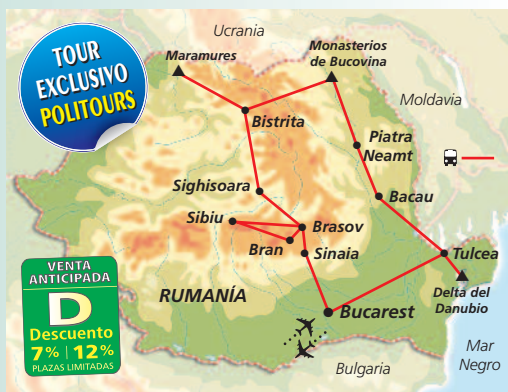 TOUR
EXCLUSIVO
POLITOURS
Ucrania
Maramures
Monasterios
de Bucovina
Moldavia
Bistrita
Piatra
Neamt
Sighisoara
Bacau
Sibiu
Brasov
Bran
Sinaia
Tulcea
Delta del
Danubio
RUMANÍA
Bucarest
Mar
Negro
Bulgaria
VENTA
ANTICIPADA
D
Descuento
7% | 12%
PLAZAS LIMITADAS